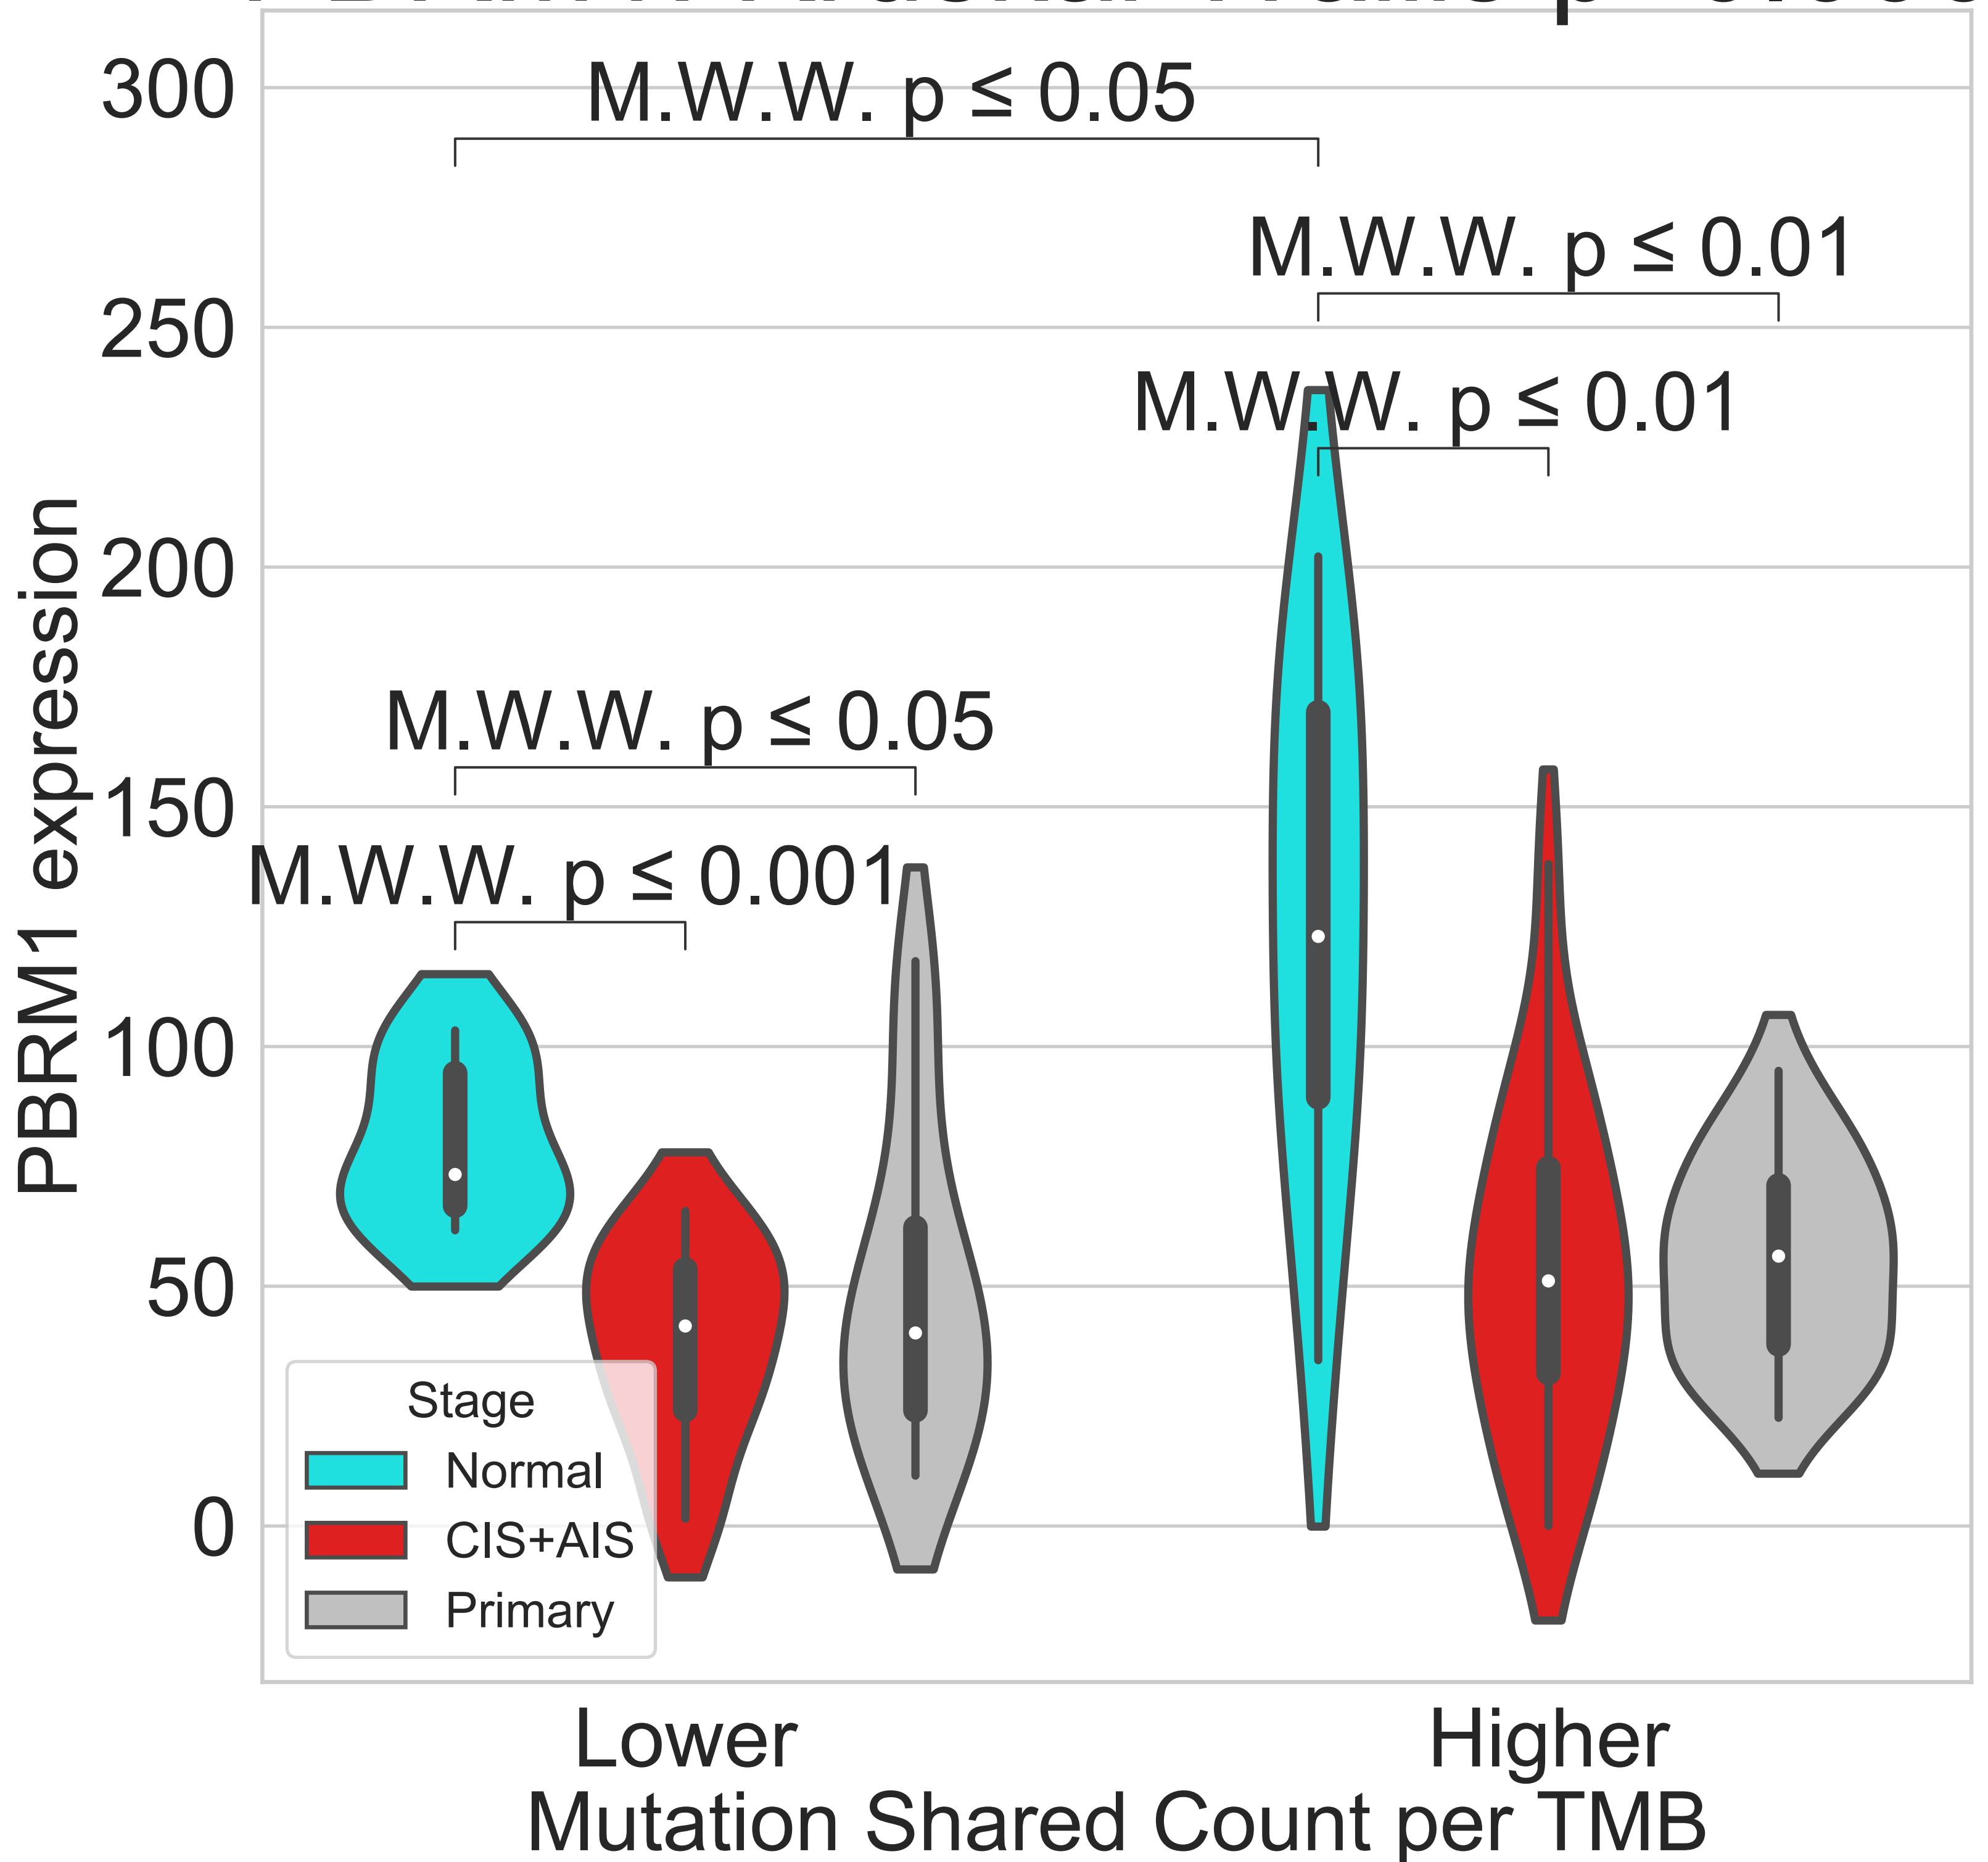 300
250
200
150
100
50
0
PBRM1 expression
M.W.W. p ≤ 0.05
M.W.W. p ≤ 0.01
M.W.W. p ≤ 0.01
M.W.W. p ≤ 0.05
M.W.W. p ≤ 0.001
Stage
Normal
CIS+AIS
Primary
Lower
Higher
Mutation Shared Count per TMB